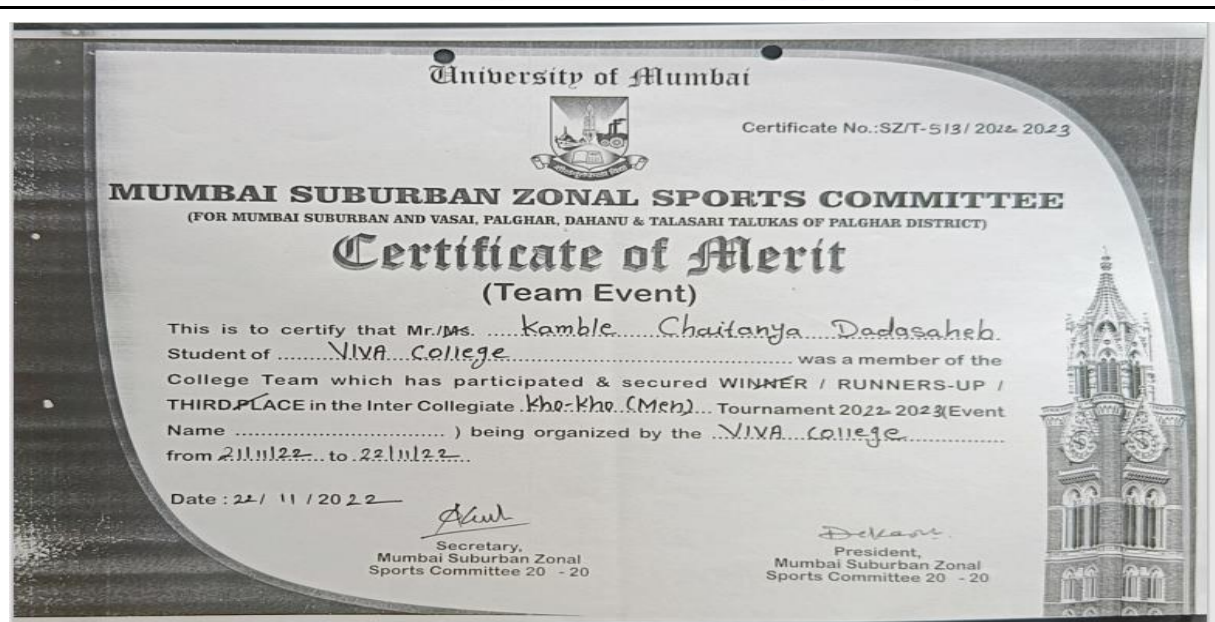 University of Mumbai
Certificate No.:SZ/T-513/ 2022-2023
MUMBAI SUBURBAN ZONAL SPORTS COMMITTEE
(FOR MUMBAI SUBURBAN AND VASAI, PALGHAR, DAHANU & TALASARI TALUKAS OF PALGHAR DISTRICT)
Certificate of Merit
(Team Event)
This is to certify that Mr./Ms. ....Kamble....Chaitanya...Dadasaheb
Student of ........VIVA College........................................ was a member of the
College Team which has participated & secured WINNER / RUNNERS-UP /
THIRD PLACE in the Inter Collegiate .Kho-Kho (Men)... Tournament 2022-2023(Event
Name .............................. ) being organized by the ..VIVA...College..............
from 21/11/22...to.22/11/22...
Date : 22/ 11 / 2022
Secretary,
Mumbai Suburban Zonal
Sports Committee 20 - 20
President,
Mumbai Suburban Zonal
Sports Committee 20 - 20